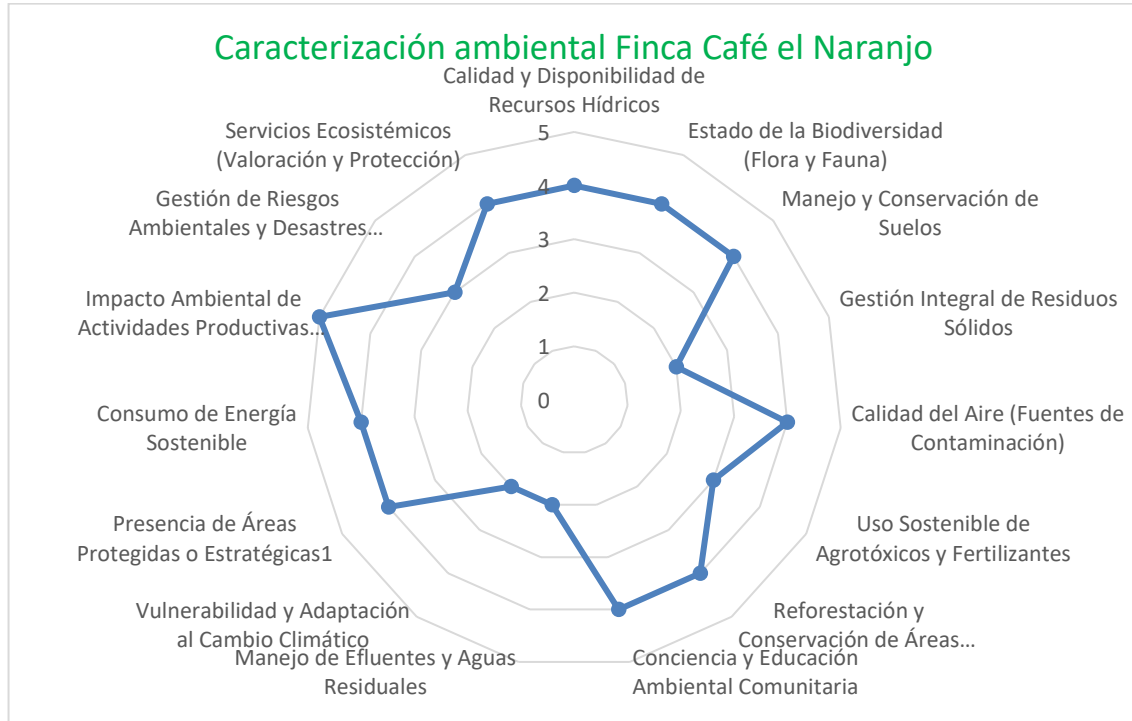 Caracterización ambiental Finca Café el Naranjo
Calidad y Disponibilidad de
Recursos Hídricos
Estado de la Biodiversidad
(Flora y Fauna)
Manejo y Conservación de
Suelos
Gestión Integral de Residuos
Sólidos
Calidad del Aire (Fuentes de
Contaminación)
Uso Sostenible de
Agrotóxicos y Fertilizantes
Reforestación y
Conservación de Áreas...
Conciencia y Educación
Ambiental Comunitaria
Manejo de Efluentes y Aguas
Residuales
Vulnerabilidad y Adaptación
al Cambio Climático
Presencia de Áreas
Protegidas o Estratégicas1
Consumo de Energía
Sostenible
Impacto Ambiental de
Actividades Productivas...
Gestión de Riesgos
Ambientales y Desastres...
Servicios Ecosistémicos
(Valoración y Protección)
5
4
3
2
1
0